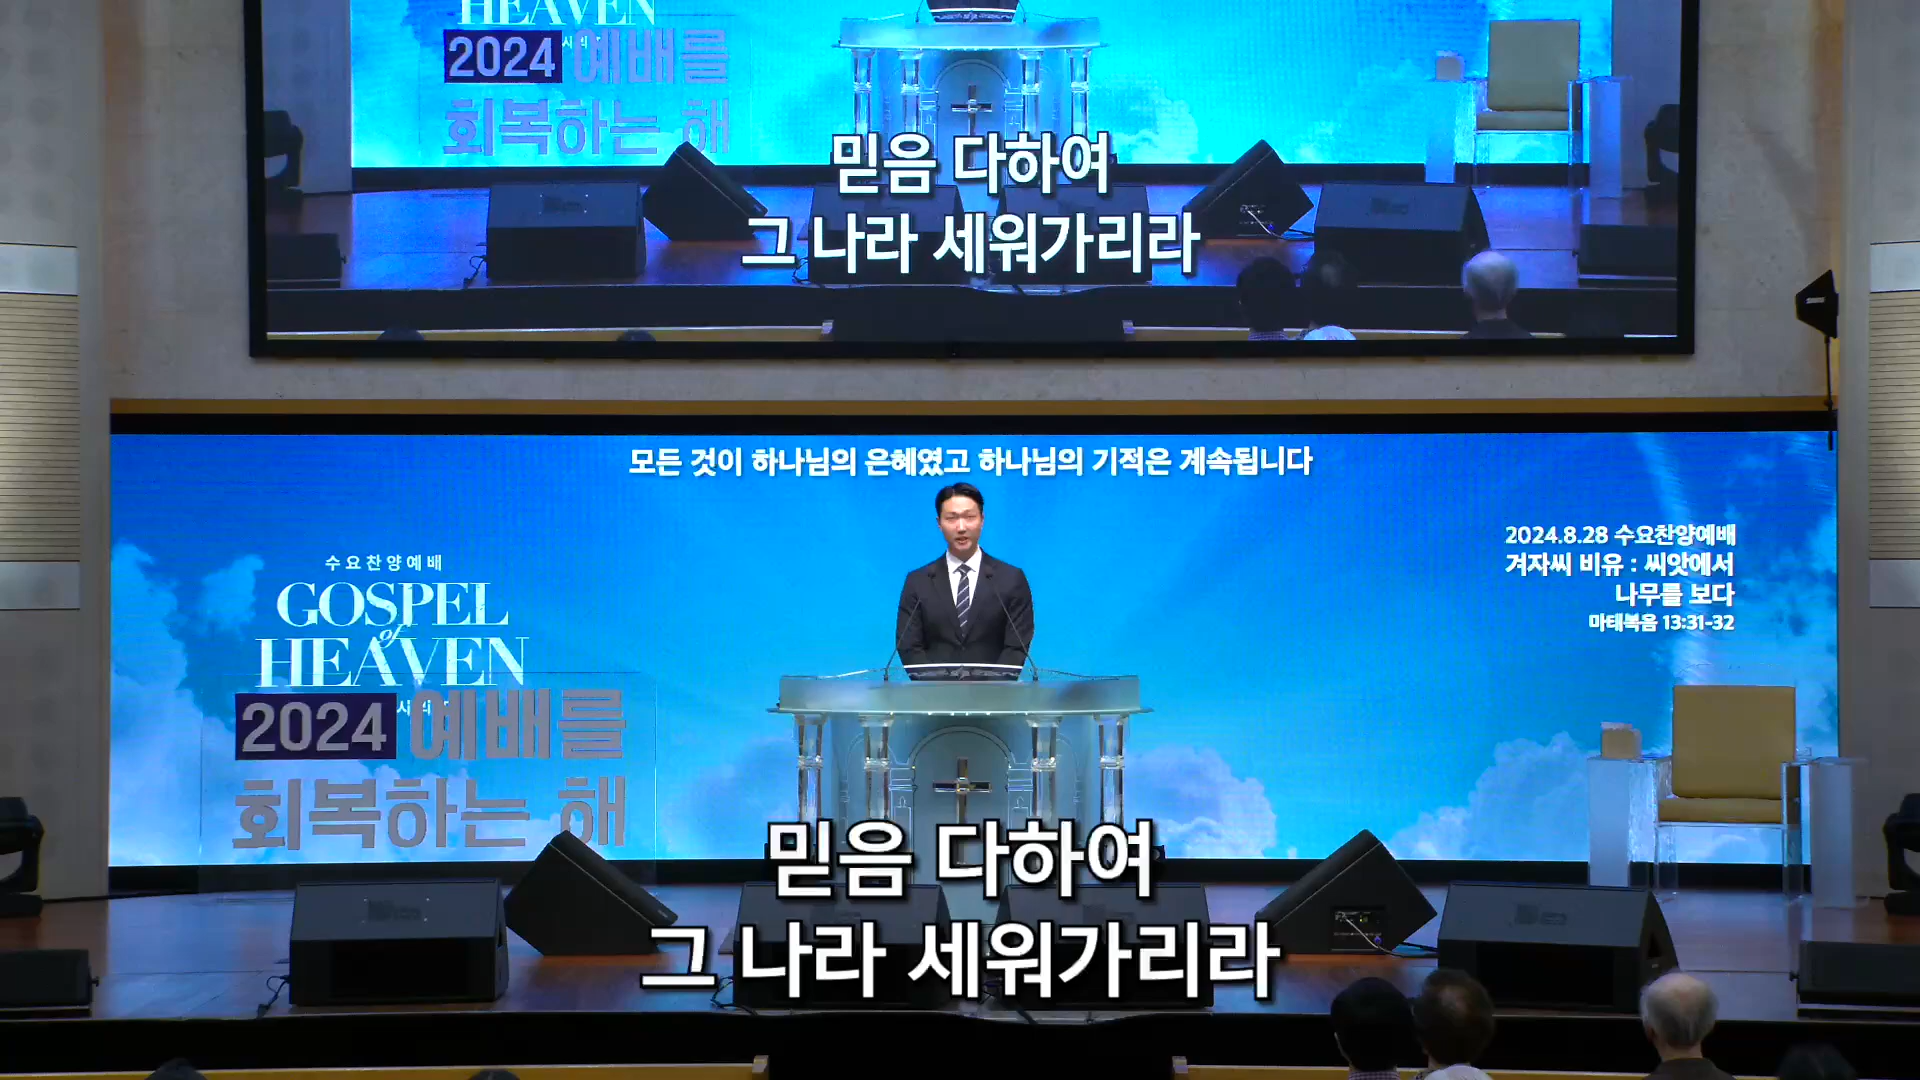 HEAVEN
2024 예배를
회복하는 해
믿음 다하여
그 나라 세워가리라
모든 것이 하나님의 은혜였고 하나님의 기적은 계속됩니다
2024.8.28 수요찬양예배
겨자씨 비유 : 씨앗에서
나무를 보다
마태복음 13:31-32
수요찬양예배
GOSPEL
of
HEAVEN
2024 예배를
회복하는 해
믿음 다하여
그 나라 세워가리라